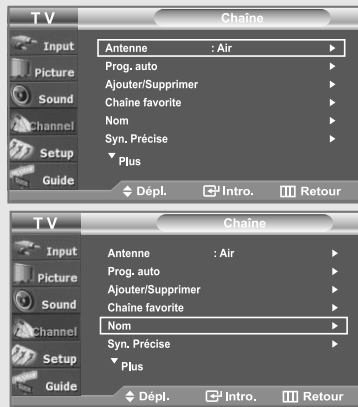 TV Chaîne
Input
Picture
Sound
Channel
Setup
Guide
Antenne : Air
Prog. auto
Ajouter/Supprimer
Chaîne favorite
Nom
Syn. Précise
Plus
Dépl. Intro. Retour
TV Chaîne
Input
Picture
Sound
Channel
Setup
Guide
Antenne : Air
Prog. auto
Ajouter/Supprimer
Chaîne favorite
Nom
Syn. Précise
Plus
Dépl. Intro. Retour